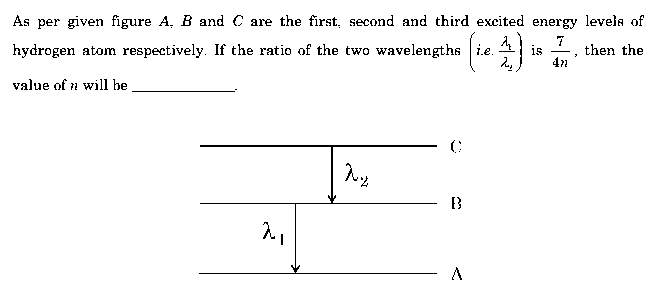 As per given figure A, B and C are the first, second and third excited energy levels of
hydrogen atom respectively. If the ratio of the two wavelengths (i.e. λ₁/λ₂) is 7/4n, then the
value of n will be ____________.
C
λ₂
B
λ₁
A